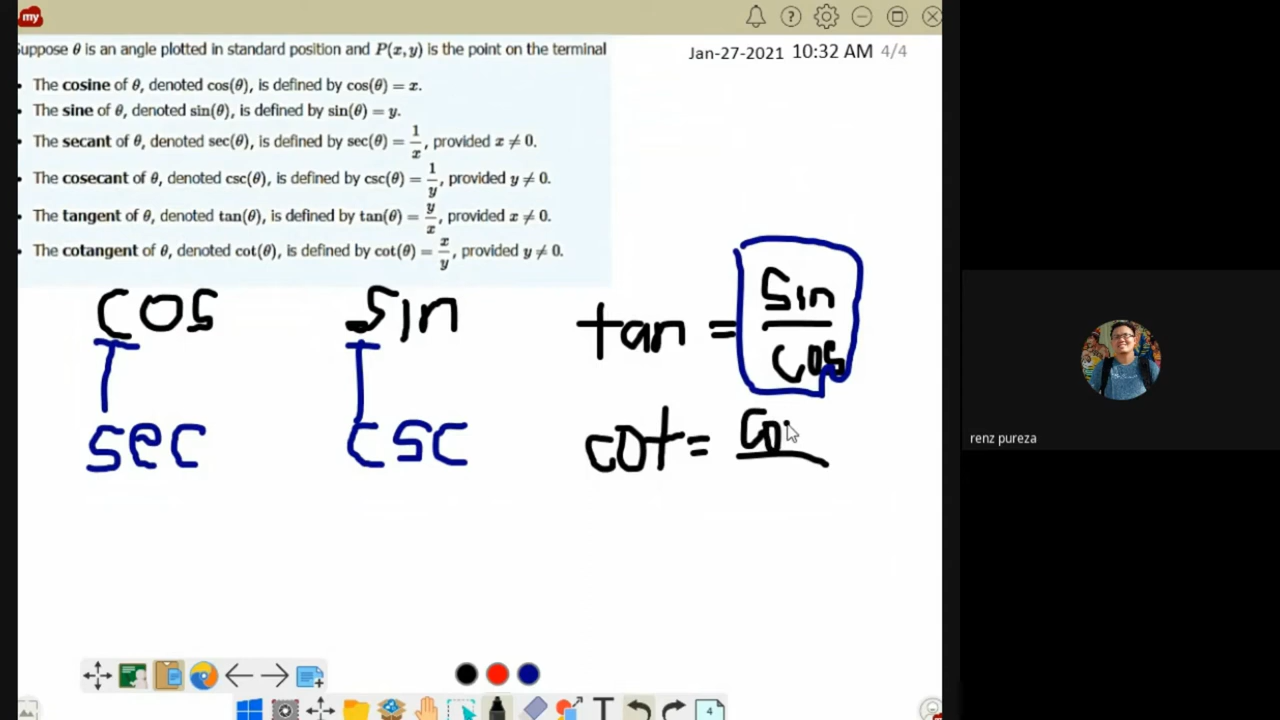 my
Suppose θ is an angle plotted in standard position and P(x, y) is the point on the terminal
Jan-27-2021 10:32 AM 4/4
• The cosine of θ, denoted cos(θ), is defined by cos(θ) = x.
• The sine of θ, denoted sin(θ), is defined by sin(θ) = y.
• The secant of θ, denoted sec(θ), is defined by sec(θ) = 1/x, provided x ≠ 0.
• The cosecant of θ, denoted csc(θ), is defined by csc(θ) = 1/y, provided y ≠ 0.
• The tangent of θ, denoted tan(θ), is defined by tan(θ) = y/x, provided x ≠ 0.
• The cotangent of θ, denoted cot(θ), is defined by cot(θ) = x/y, provided y ≠ 0.
cos sin tan = sin/cos
sec csc cot = co
renz pureza
T 4